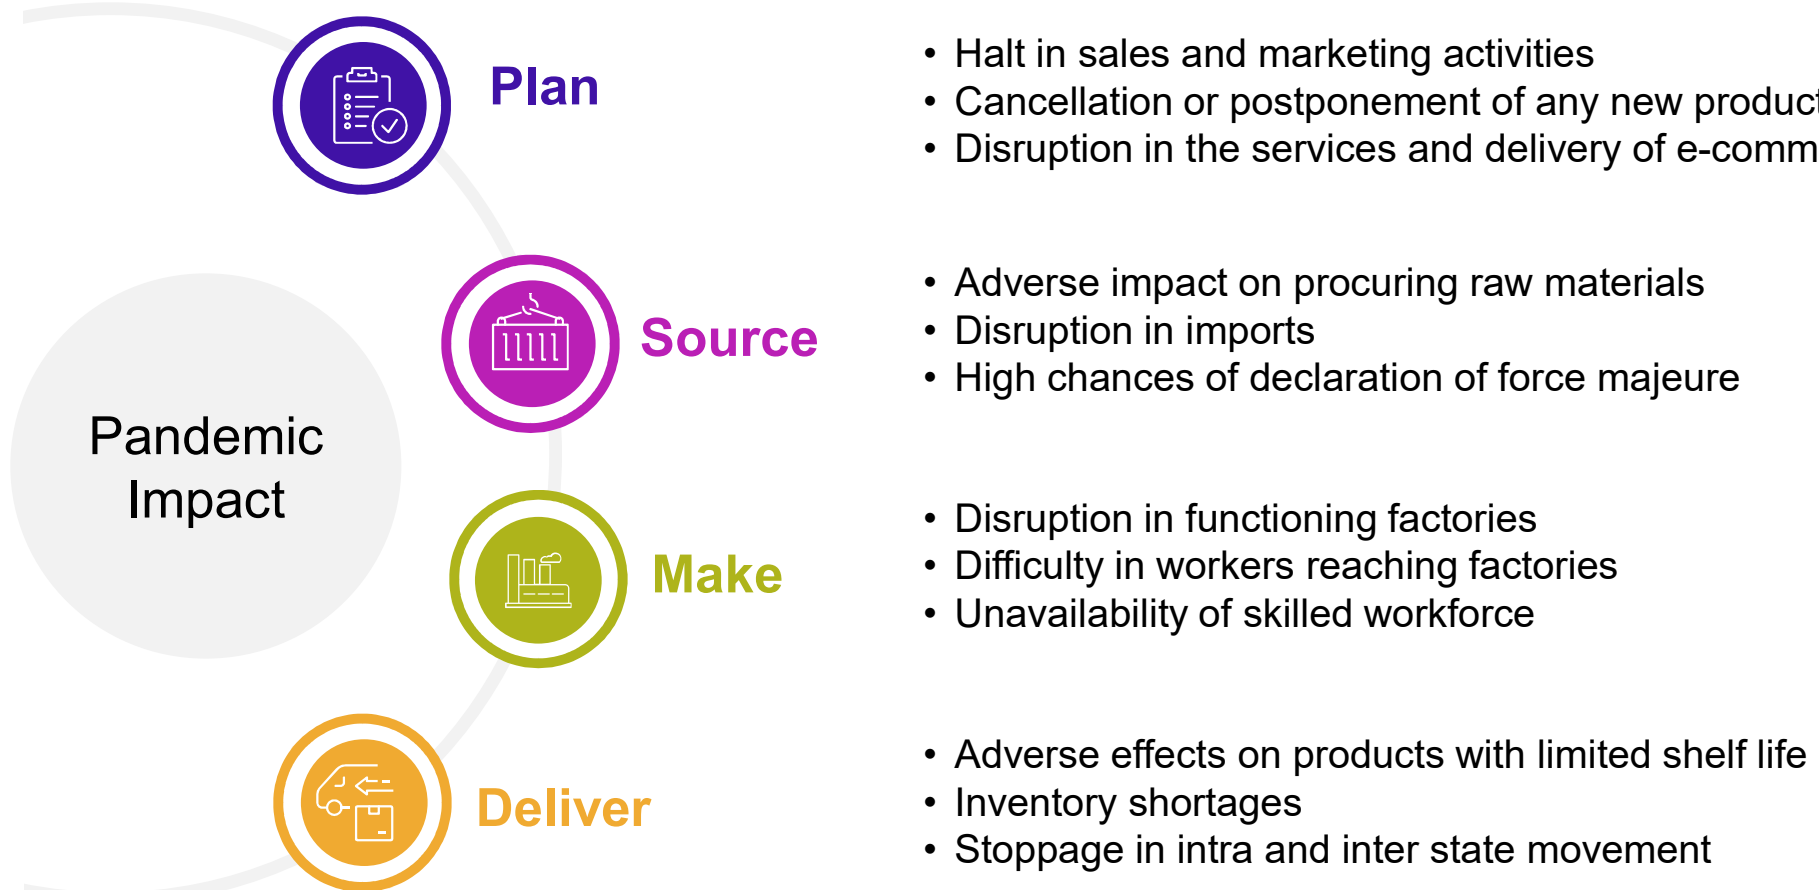 Pandemic
Impact
Plan
• Halt in sales and marketing activities
• Cancellation or postponement of any new product
• Disruption in the services and delivery of e-comm
Source
• Adverse impact on procuring raw materials
• Disruption in imports
• High chances of declaration of force majeure
Make
• Disruption in functioning factories
• Difficulty in workers reaching factories
• Unavailability of skilled workforce
Deliver
• Adverse effects on products with limited shelf life
• Inventory shortages
• Stoppage in intra and inter state movement